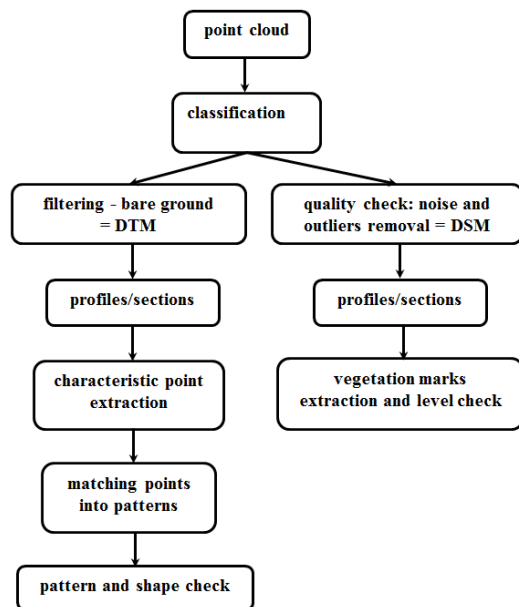 point cloud
classification
filtering - bare ground
= DTM
quality check: noise and
outliers removal = DSM
profiles/sections
profiles/sections
characteristic point
extraction
vegetation marks
extraction and level check
matching points
into patterns
pattern and shape check